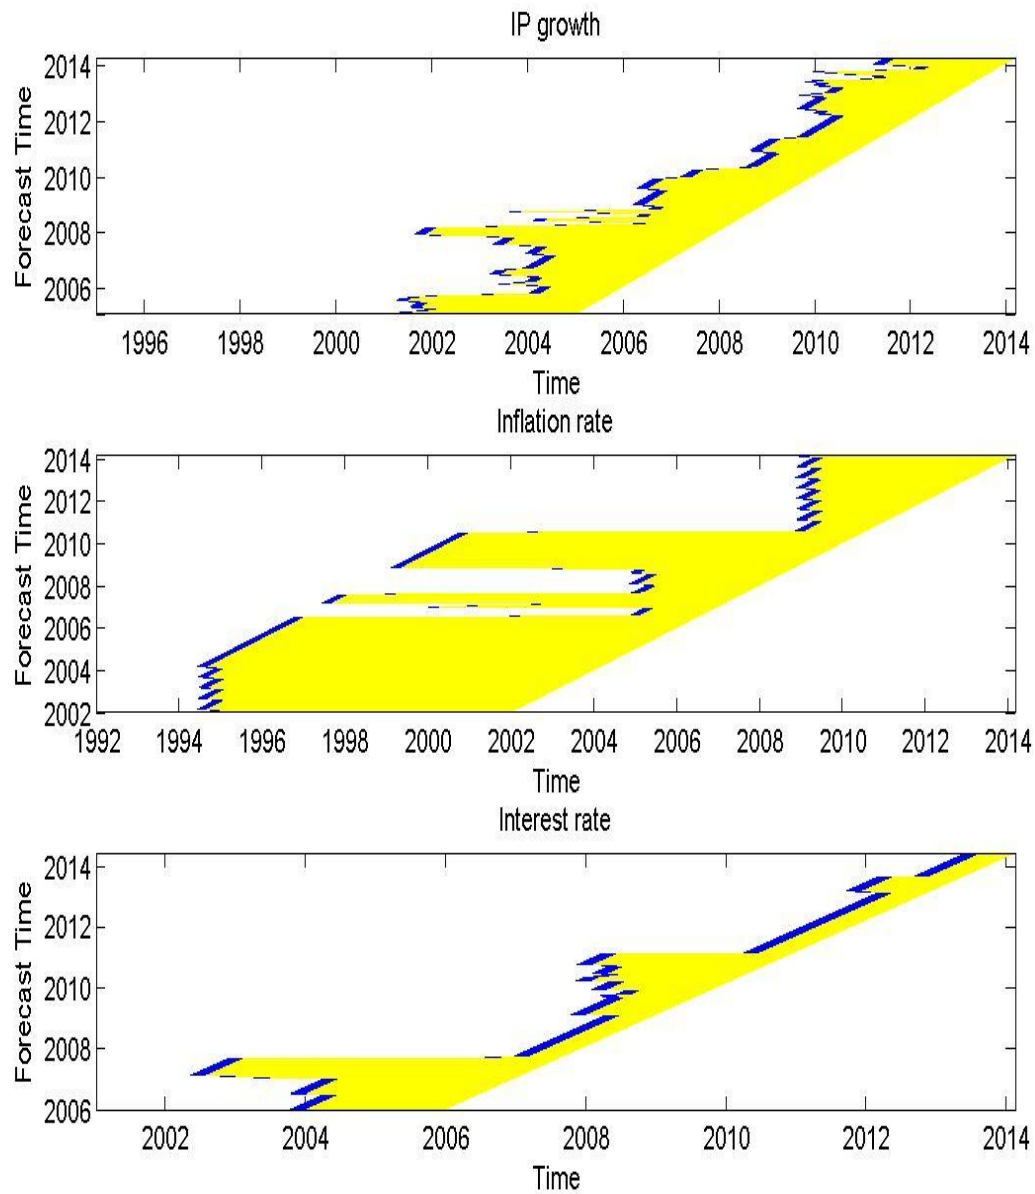 IP growth
Forecast Time
2014
2012
2010
2008
2006
1996 1998 2000 2002 2004 2006 2008 2010 2012 2014
Time
Inflation rate
Forecast Time
2014
2012
2010
2008
2006
2004
2002
1992 1994 1996 1998 2000 2002 2004 2006 2008 2010 2012 2014
Time
Interest rate
Forecast Time
2014
2012
2010
2008
2006
2002 2004 2006 2008 2010 2012 2014
Time